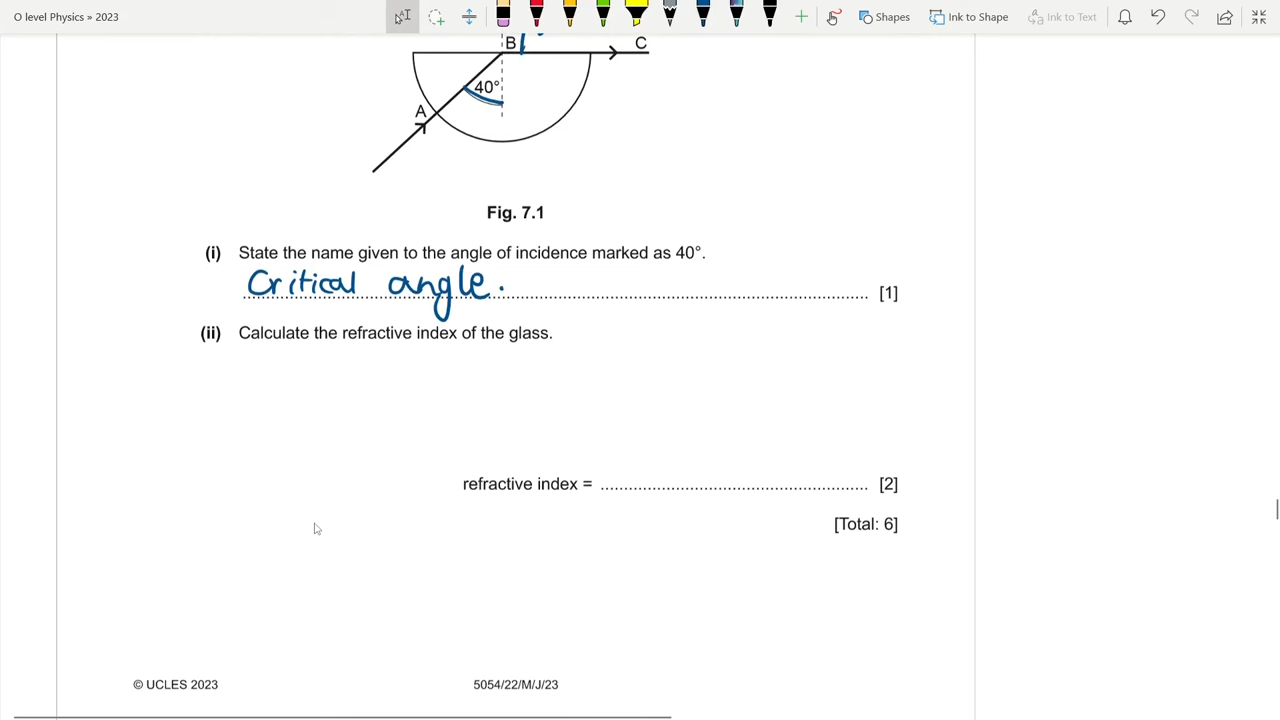 O level Physics » 2023
Shapes
Ink to Shape
Ink to Text
B
C
40°
A
Fig. 7.1
(i) State the name given to the angle of incidence marked as 40°.
Critical angle. [1]
(ii) Calculate the refractive index of the glass.
refractive index = ......................................................... [2]
[Total: 6]
© UCLES 2023
5054/22/M/J/23